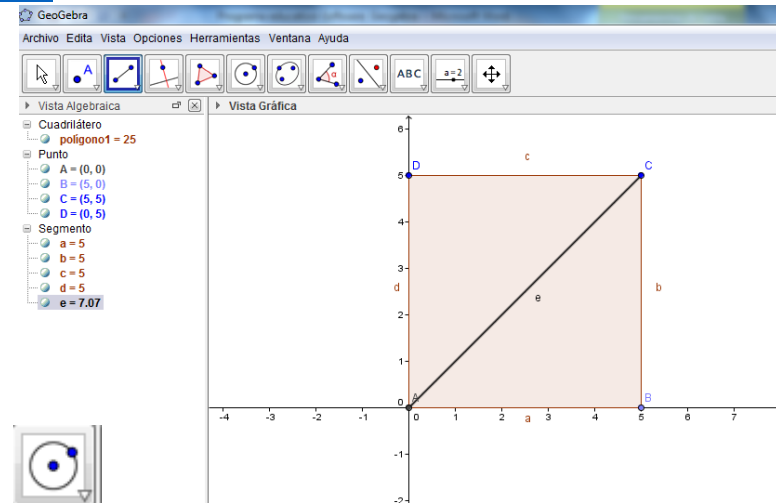 GeoGebra
Archivo Edita Vista Opciones Herramientas Ventana Ayuda
A α ABC a=2
Vista Algebraica
Vista Gráfica
Cuadrilátero
polígono1 = 25
Punto
A = (0, 0)
B = (5, 0)
C = (5, 5)
D = (0, 5)
Segmento
a = 5
b = 5
c = 5
d = 5
e = 7.07
6
c
D
C
5
4
3
d
b
e
2
1
0
A
B
-4 -3 -2 -1 0 1 2 3 4 5 6 7
a
-1
-2